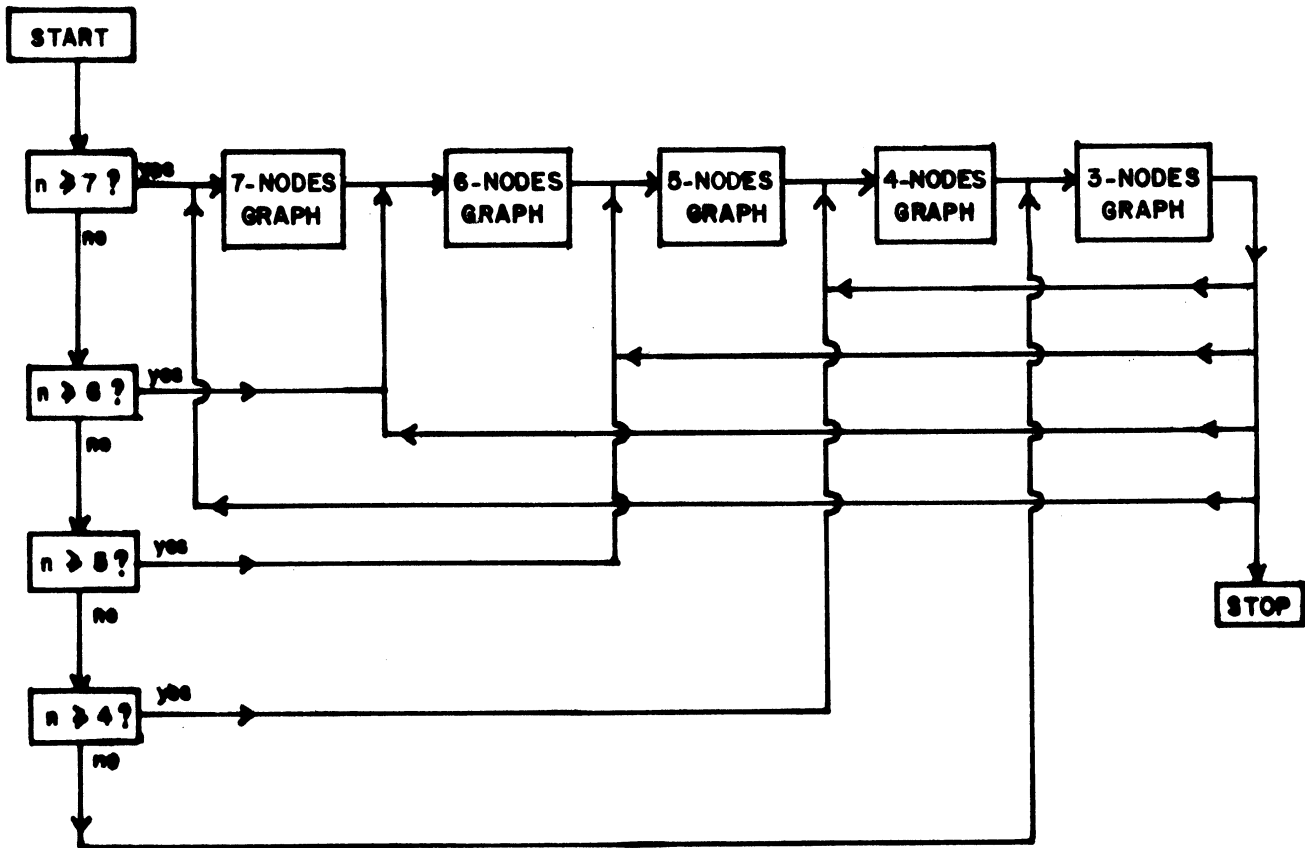 START
n ≥ 7 ?
yes
7-NODES
GRAPH
6-NODES
GRAPH
5-NODES
GRAPH
4-NODES
GRAPH
3-NODES
GRAPH
no
n ≥ 6 ?
yes
no
n ≥ 5 ?
yes
no
STOP
n ≥ 4 ?
yes
no